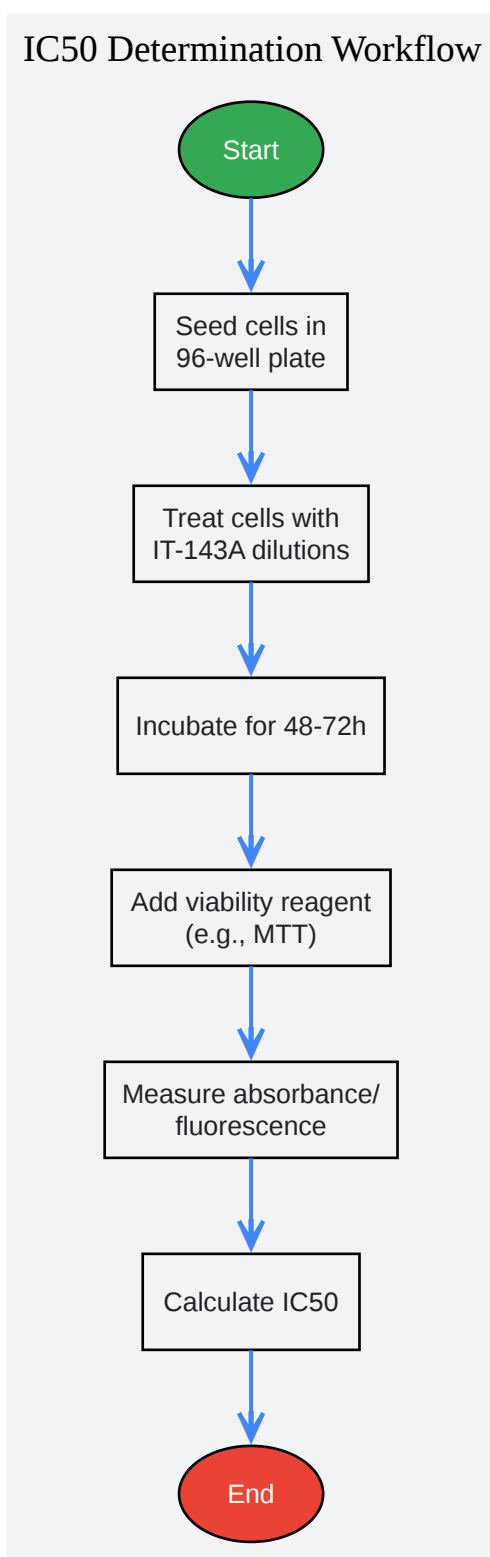 IC50 Determination Workflow
Start
Seed cells in
96-well plate
Treat cells with
IT-143A dilutions
Incubate for 48-72h
Add viability reagent
(e.g., MTT)
Measure absorbance/
fluorescence
Calculate IC50
End